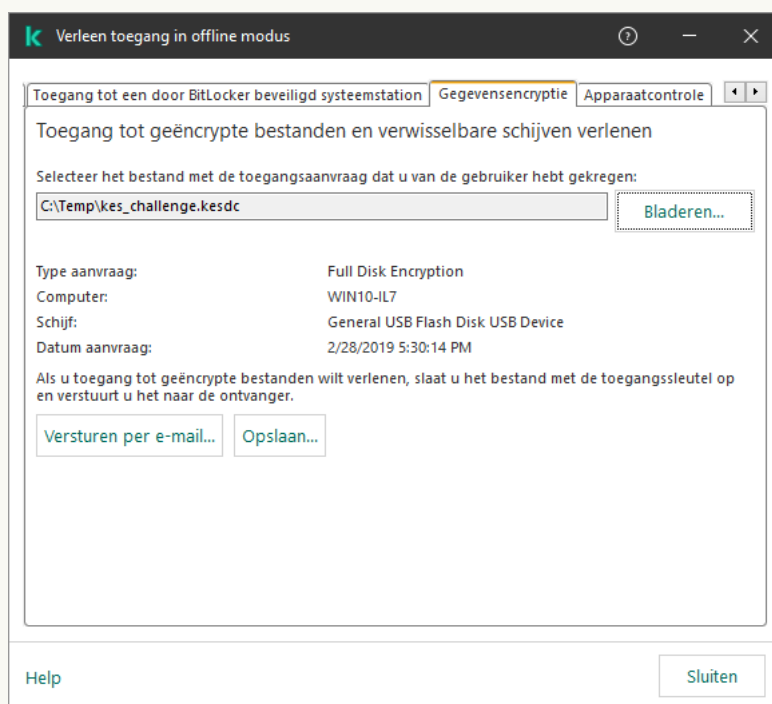 Verleen toegang in offline modus
Toegang tot een door BitLocker beveiligd systeemstation Gegevensencryptie Apparaatcontrole
Toegang tot geëncrypte bestanden en verwisselbare schijven verlenen
Selecteer het bestand met de toegangsaanvraag dat u van de gebruiker hebt gekregen:
C:\Temp\kes_challenge.kesdc Bladeren...
Type aanvraag: Full Disk Encryption
Computer: WIN10-IL7
Schijf: General USB Flash Disk USB Device
Datum aanvraag: 2/28/2019 5:30:14 PM
Als u toegang tot geëncrypte bestanden wilt verlenen, slaat u het bestand met de toegangssleutel op
en verstuurt u het naar de ontvanger.
Versturen per e-mail... Opslaan...
Help Sluiten